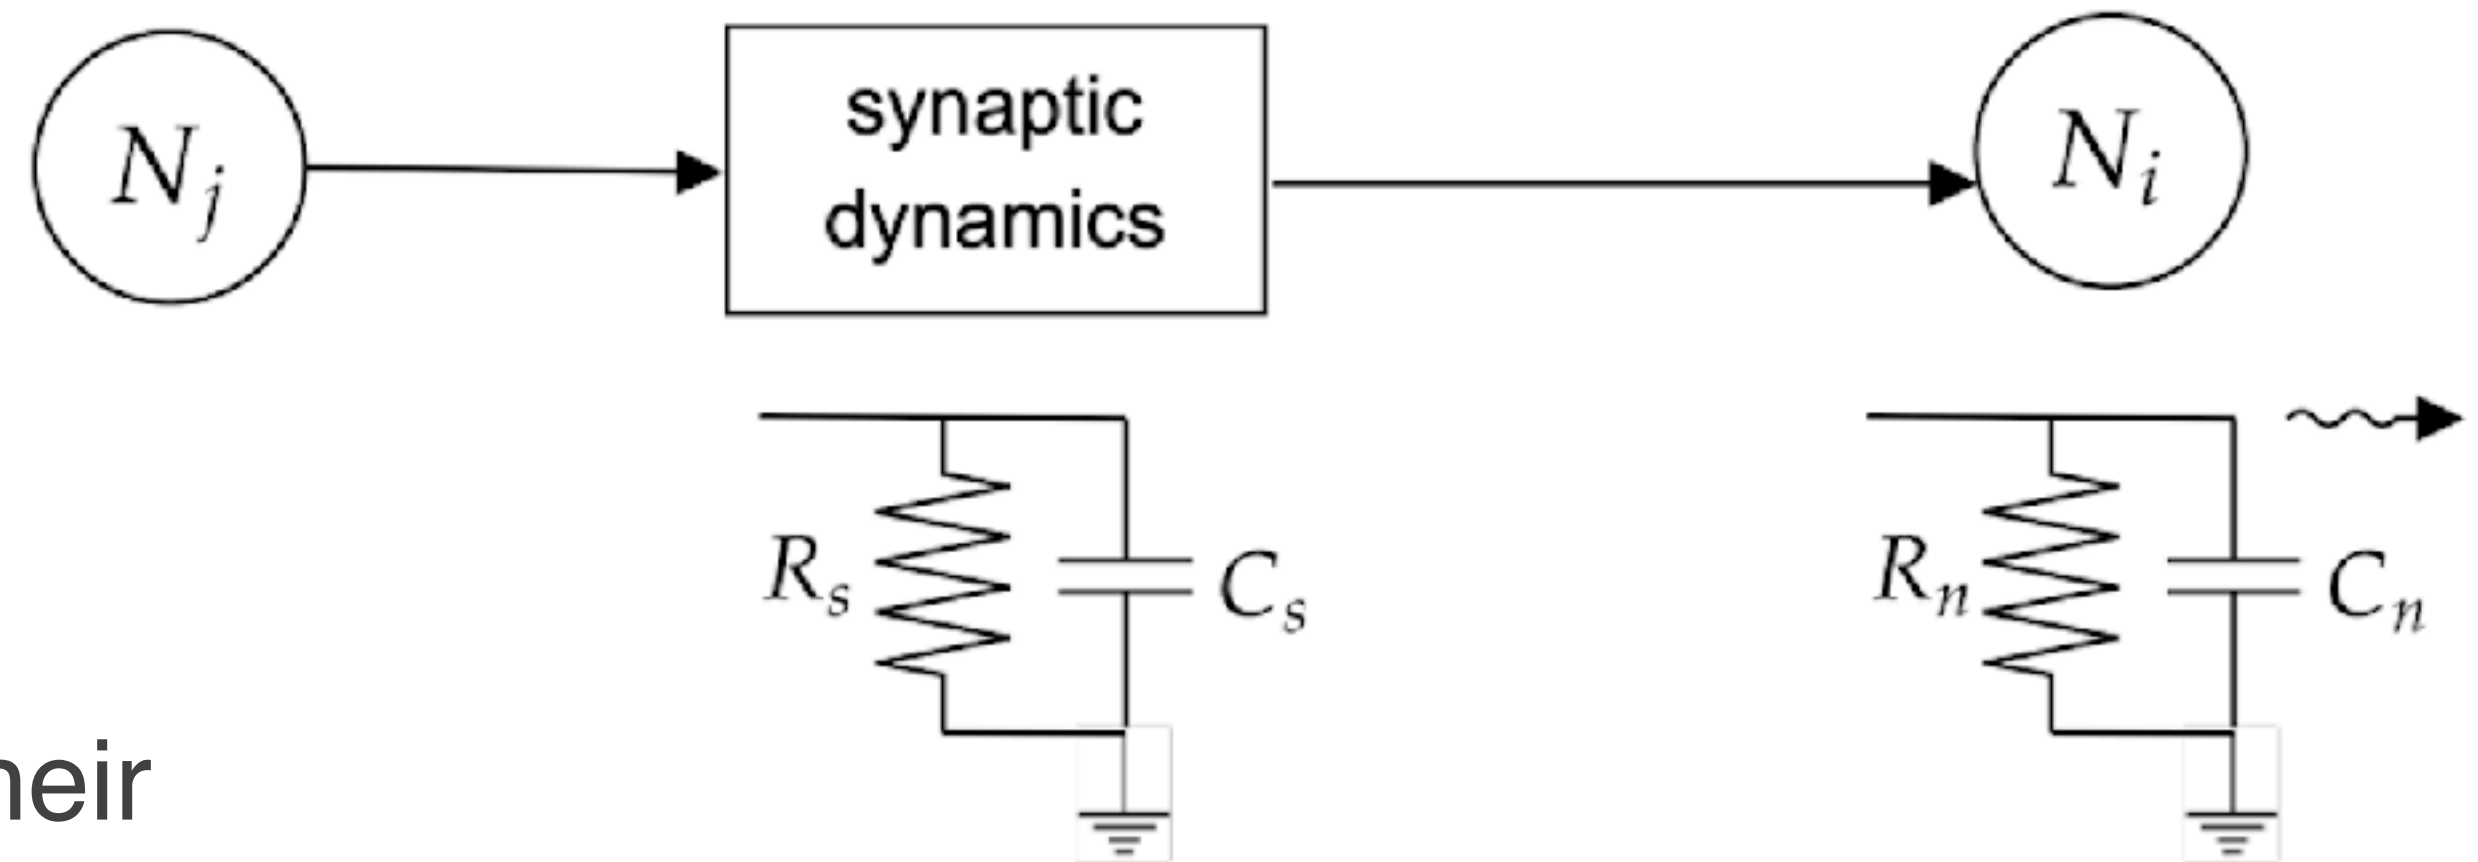 N_j
synaptic
dynamics
N_i
R_s
C_s
R_n
C_n
heir